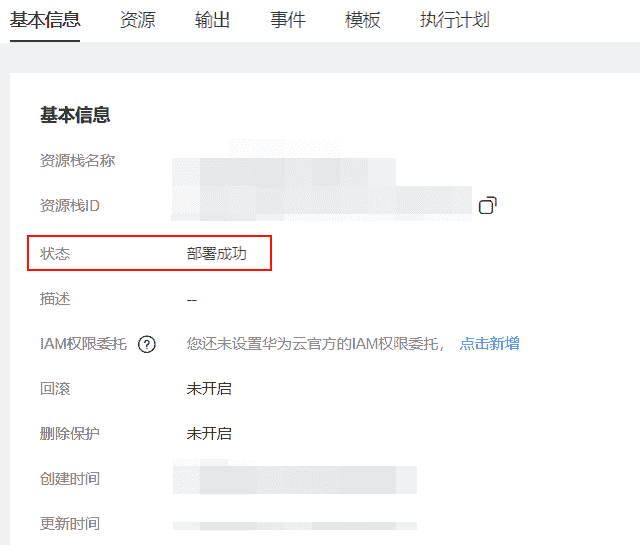 基本信息 资源 输出 事件 模板 执行计划
基本信息
资源栈名称
资源栈ID
状态 部署成功
描述 --
IAM权限委托 ? 您还未设置华为云官方的IAM权限委托， 点击新增
回滚 未开启
删除保护 未开启
创建时间
更新时间